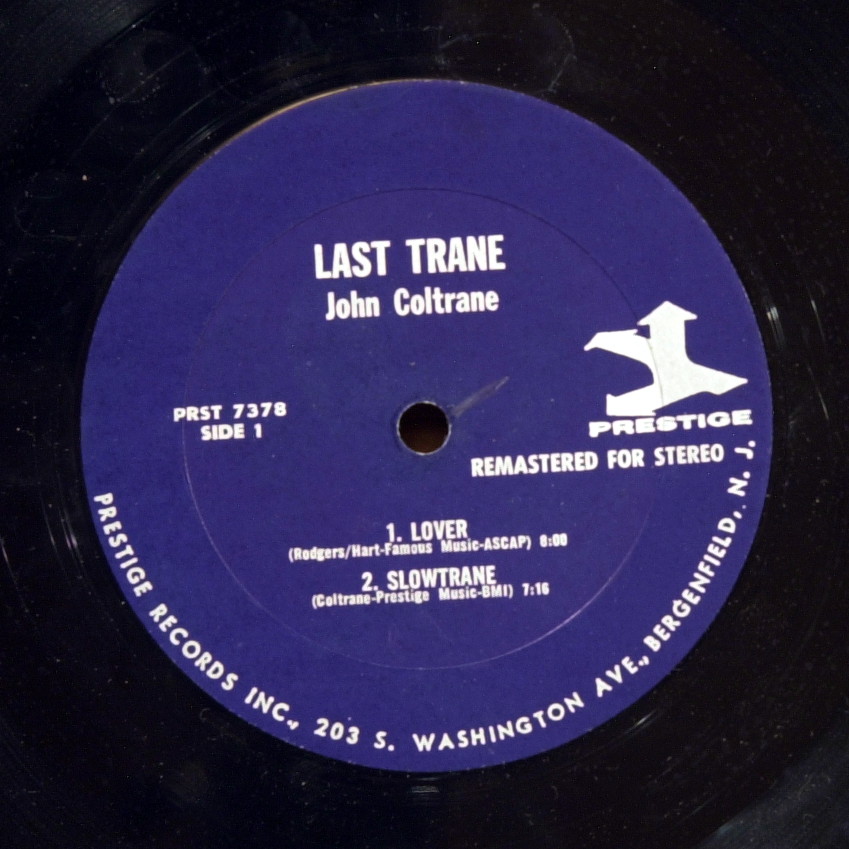 LAST TRANE
John Coltrane
PRST 7378
SIDE 1
PRESTIGE
REMASTERED FOR STEREO
1. LOVER
(Rodgers/Hart-Famous Music-ASCAP) 8:00
2. SLOWTRANE
(Coltrane-Prestige Music-BMI) 7:16
PRESTIGE RECORDS INC., 203 S. WASHINGTON AVE., BERGENFIELD, N. J.